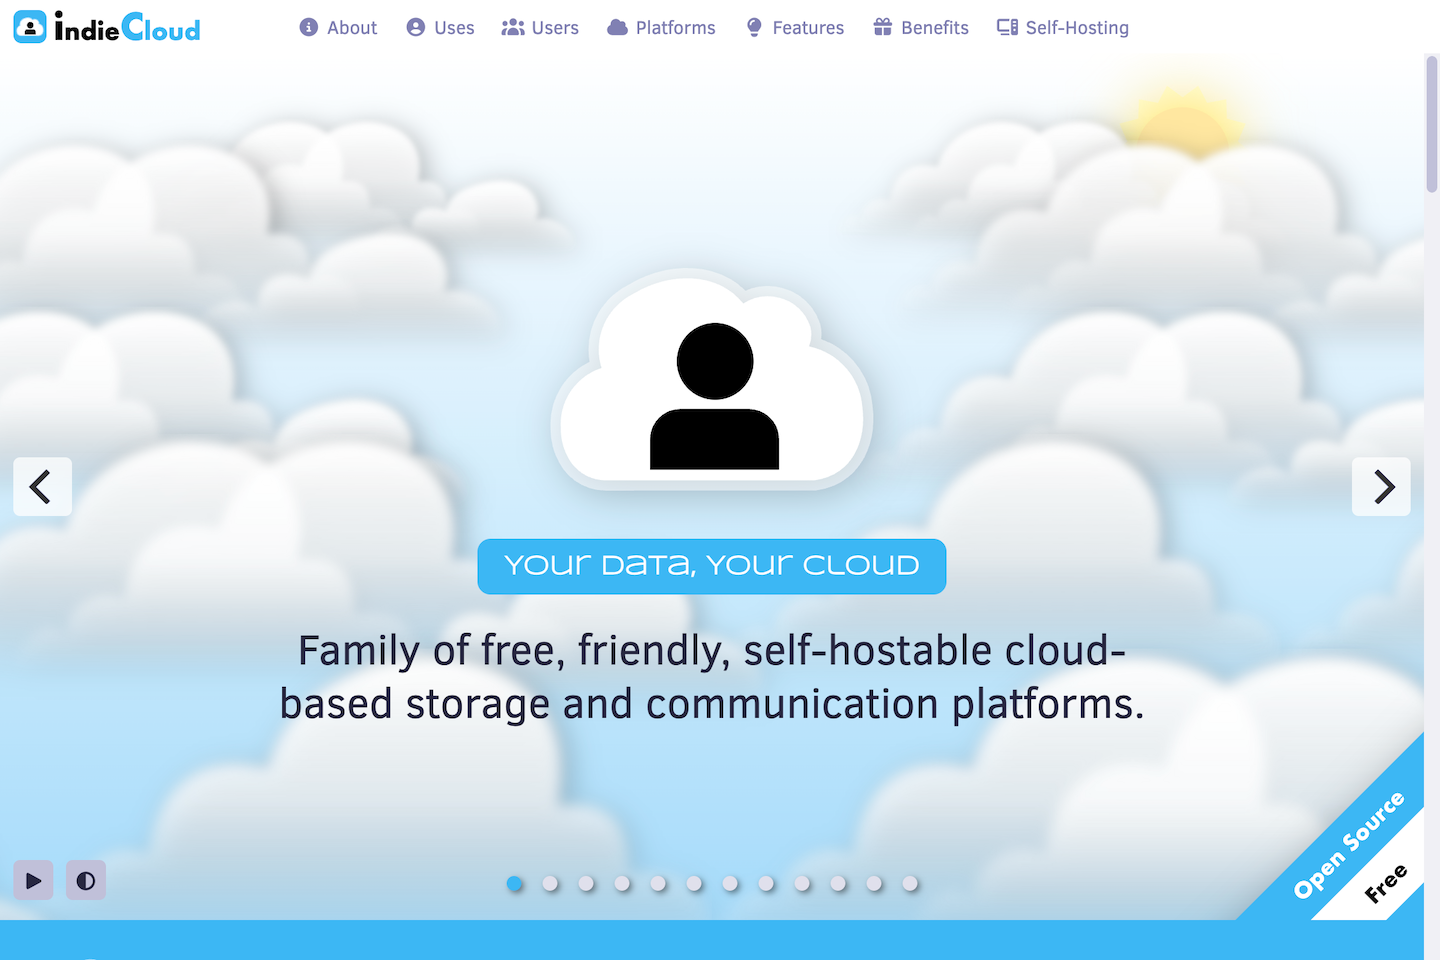 indieCloud
About
Uses
Users
Platforms
Features
Benefits
Self-Hosting
Your Data, Your Cloud
Family of free, friendly, self-hostable cloud-
based storage and communication platforms.
Open Source
Free